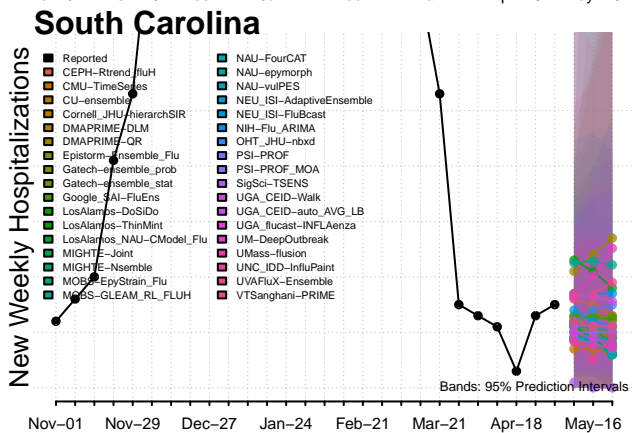 South Carolina
New Weekly Hospitalizations
Reported
CEPH−Rtrend_fluH
CMU−TimeSeries
CU−ensemble
Cornell_JHU−hierarchSIR
DMAPRIME−DLM
DMAPRIME−QR
Epistorm−Ensemble_Flu
Gatech−ensemble_prob
Gatech−ensemble_stat
Google_SAI−FluEns
LosAlamos−DoSiDo
LosAlamos−ThinMint
LosAlamos_NAU−CModel_Flu
MIGHTE−Joint
MIGHTE−Nsemble
MOBS−EpyStrain_Flu
MOBS−GLEAM_RL_FLUH
NAU−FourCAT
NAU−epymorph
NAU−vulPES
NEU_ISI−AdaptiveEnsemble
NEU_ISI−FluBcast
NIH−Flu_ARIMA
OHT_JHU−nbxd
PSI−PROF
PSI−PROF_MOA
SigSci−TSENS
UGA_CEID−Walk
UGA_CEID−auto_AVG_LB
UGA_flucast−INFLAenza
UM−DeepOutbreak
UMass−flusion
UNC_IDD−InfluPaint
UVAFluX−Ensemble
VTSanghani−PRIME
Bands: 95% Prediction Intervals
Nov−01 Nov−29 Dec−27 Jan−24 Feb−21 Mar−21 Apr−18 May−16